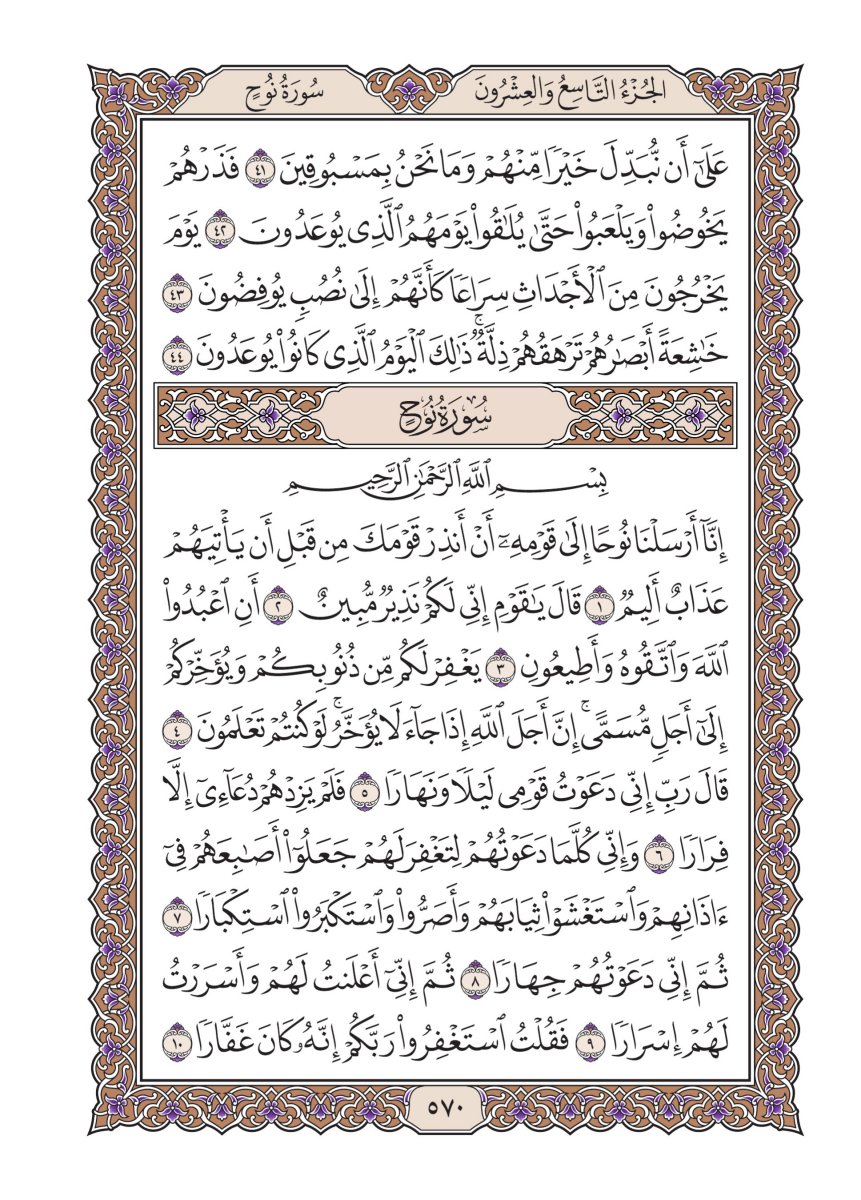 الجُزْءُ التَّاسِعُ وَالعِشْرُونَ
سُورَةُ نُوحٍ
عَلَىٰٓ أَن نُّبَدِّلَ خَيْرًا مِّنْهُمْ وَمَا نَحْنُ بِمَسْبُوقِينَ ٤١ فَذَرْهُمْ
يَخُوضُوا۟ وَيَلْعَبُوا۟ حَتَّىٰ يُلَٰقُوا۟ يَوْمَهُمُ ٱلَّذِى يُوعَدُونَ ٤٢ يَوْمَ
يَخْرُجُونَ مِنَ ٱلْأَجْدَاثِ سِرَاعًا كَأَنَّهُمْ إِلَىٰ نُصُبٍ يُوفِضُونَ ٤٣
خَٰشِعَةً أَبْصَٰرُهُمْ تَرْهَقُهُمْ ذِلَّةٌ ۚ ذَٰلِكَ ٱلْيَوْمُ ٱلَّذِى كَانُوا۟ يُوعَدُونَ ٤٤
سُورَةُ نُوحٍ
بِسْمِ ٱللَّهِ ٱلرَّحْمَٰنِ ٱلرَّحِيمِ
إِنَّآ أَرْسَلْنَا نُوحًا إِلَىٰ قَوْمِهِۦٓ أَنْ أَنذِرْ قَوْمَكَ مِن قَبْلِ أَن يَأْتِيَهُمْ
عَذَابٌ أَلِيمٌ ١ قَالَ يَٰقَوْمِ إِنِّى لَكُمْ نَذِيرٌ مُّبِينٌ ٢ أَنِ ٱعْبُدُوا۟
ٱللَّهَ وَٱتَّقُوهُ وَأَطِيعُونِ ٣ يَغْفِرْ لَكُم مِّن ذُنُوبِكُمْ وَيُؤَخِّرْكُمْ
إِلَىٰٓ أَجَلٍ مُّسَمًّى ۚ إِنَّ أَجَلَ ٱللَّهِ إِذَا جَآءَ لَا يُؤَخَّرُ ۚ لَوْ كُنتُمْ تَعْلَمُونَ ٤
قَالَ رَبِّ إِنِّى دَعَوْتُ قَوْمِى لَيْلًا وَنَهَارًا ٥ فَلَمْ يَزِدْهُمْ دُعَآءِىٓ إِلَّا
فِرَارًا ٦ وَإِنِّى كُلَّمَا دَعَوْتُهُمْ لِتَغْفِرَ لَهُمْ جَعَلُوٓا۟ أَصَٰبِعَهُمْ فِىٓ
ءَاذَانِهِمْ وَٱسْتَغْشَوْا۟ ثِيَابَهُمْ وَأَصَرُّوا۟ وَٱسْتَكْبَرُوا۟ ٱسْتِكْبَارًا ٧
ثُمَّ إِنِّى دَعَوْتُهُمْ جِهَارًا ٨ ثُمَّ إِنِّىٓ أَعْلَنتُ لَهُمْ وَأَسْرَرْتُ
لَهُمْ إِسْرَارًا ٩ فَقُلْتُ ٱسْتَغْفِرُوا۟ رَبَّكُمْ إِنَّهُۥ كَانَ غَفَّارًا ١٠
٥٧٠